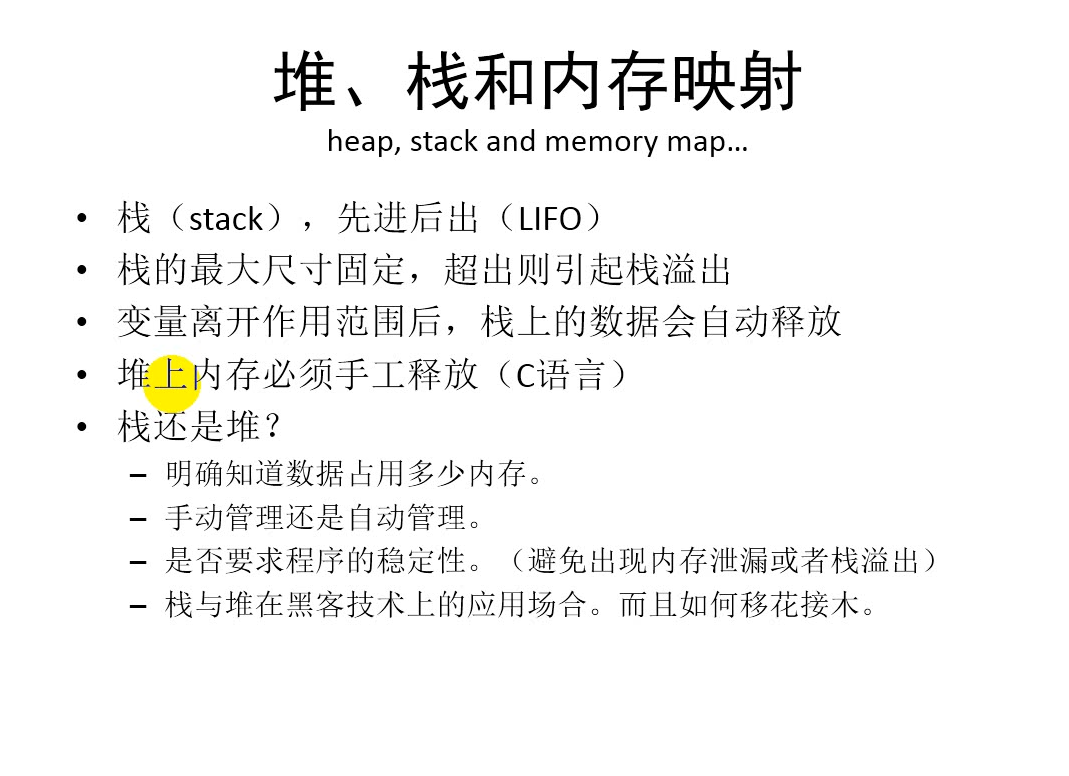 堆、栈和内存映射
heap, stack and memory map…
• 栈（stack），先进后出（LIFO）
• 栈的最大尺寸固定，超出则引起栈溢出
• 变量离开作用范围后，栈上的数据会自动释放
• 堆上内存必须手工释放（C语言）
• 栈还是堆？
– 明确知道数据占用多少内存。
– 手动管理还是自动管理。
– 是否要求程序的稳定性。（避免出现内存泄漏或者栈溢出）
– 栈与堆在黑客技术上的应用场合。而且如何移花接木。